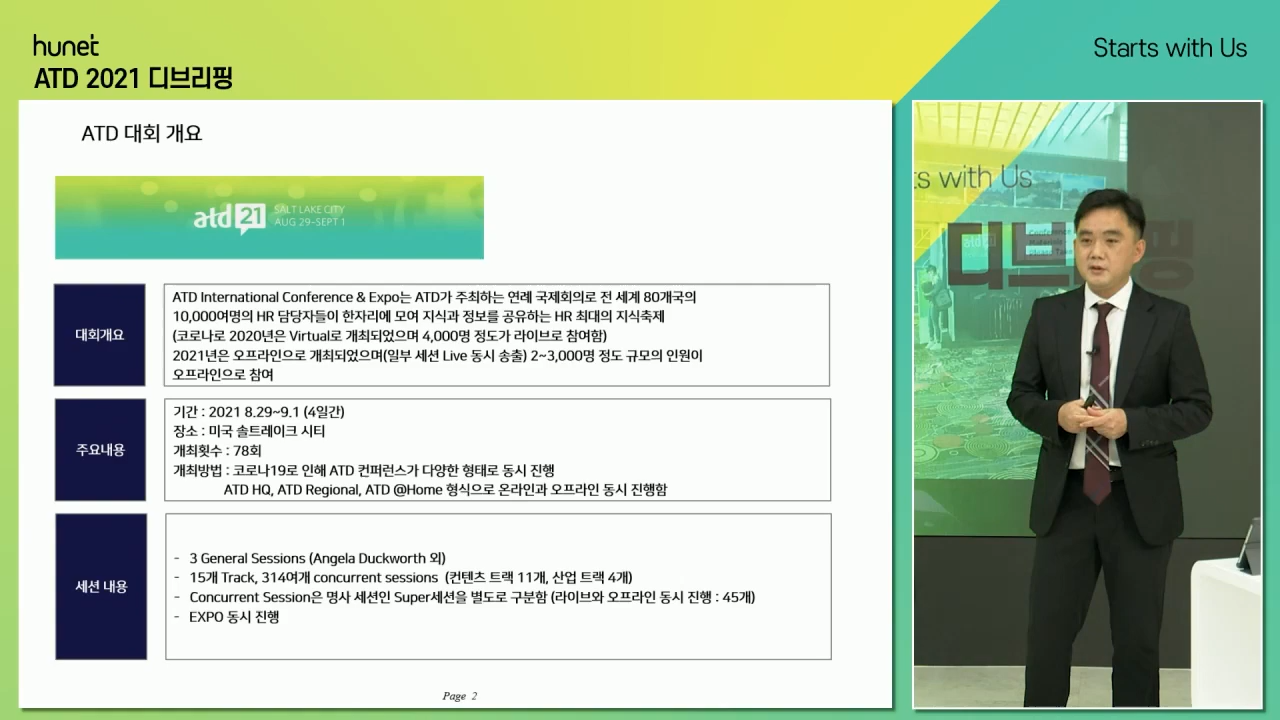 hunet
ATD 2021 디브리핑
Starts with Us
ATD 대회 개요
atd 21 SALT LAKE CITY
AUG 29-SEPT 1
대회개요
ATD International Conference & Expo는 ATD가 주최하는 연례 국제회의로 전 세계 80개국의
10,000여명의 HR 담당자들이 한자리에 모여 지식과 정보를 공유하는 HR 최대의 지식축제
(코로나로 2020년은 Virtual로 개최되었으며 4,000명 정도가 라이브로 참여함)
2021년은 오프라인으로 개최되었으며(일부 세션 Live 동시 송출) 2~3,000명 정도 규모의 인원이
오프라인으로 참여
주요내용
기간 : 2021 8.29~9.1 (4일간)
장소 : 미국 솔트레이크 시티
개최횟수 : 78회
개최방법 : 코로나19로 인해 ATD 컨퍼런스가 다양한 형태로 동시 진행
ATD HQ, ATD Regional, ATD @Home 형식으로 온라인과 오프라인 동시 진행함
세션 내용
- 3 General Sessions (Angela Duckworth 외)
- 15개 Track, 314여개 concurrent sessions (컨텐츠 트랙 11개, 산업 트랙 4개)
- Concurrent Session은 명사 세션인 Super세션을 별도로 구분함 (라이브와 오프라인 동시 진행 : 45개)
- EXPO 동시 진행
Page 2
ts with Us
디브 핑